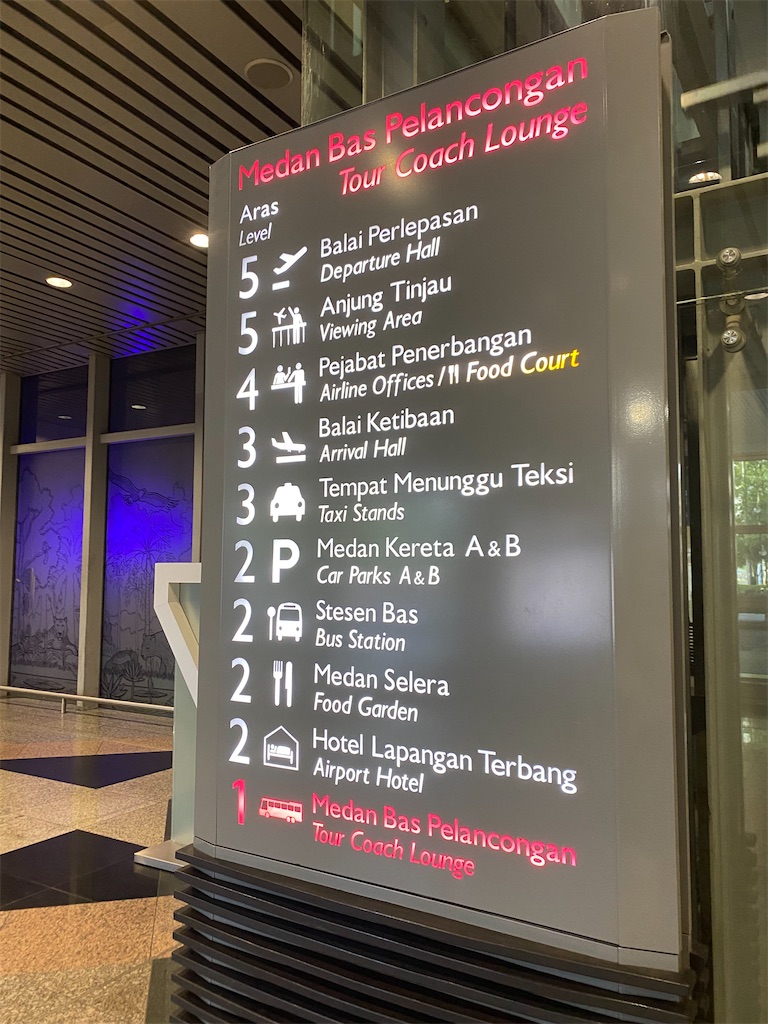 Medan Bas Pelancongan
Tour Coach Lounge
Aras
Level
5 Balai Perlepasan
Departure Hall
5 Anjung Tinjau
Viewing Area
4 Pejabat Penerbangan
Airline Offices / Food Court
3 Balai Ketibaan
Arrival Hall
3 Tempat Menunggu Teksi
Taxi Stands
2 P Medan Kereta A & B
Car Parks A & B
2 Stesen Bas
Bus Station
2 Medan Selera
Food Garden
2 Hotel Lapangan Terbang
Airport Hotel
1 Medan Bas Pelancongan
Tour Coach Lounge